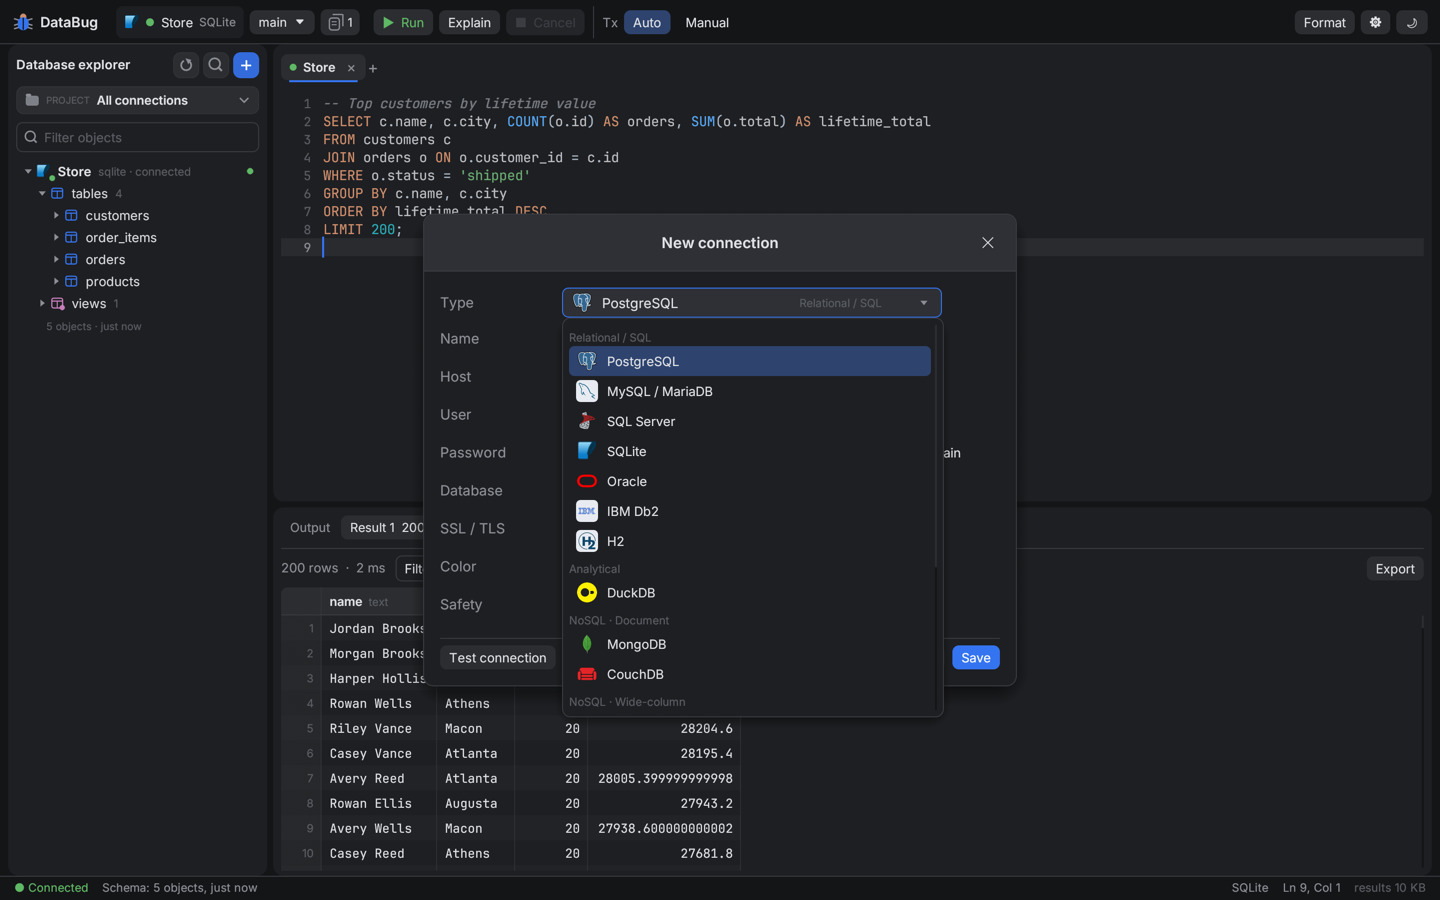 DataBug
Store SQLite
main
1
Run
Explain
Cancel
Tx
Auto
Manual
Format
Database explorer
PROJECT All connections
Filter objects
Store sqlite · connected
tables 4
customers
order_items
orders
products
views 1
5 objects · just now
Store
1 -- Top customers by lifetime value
2 SELECT c.name, c.city, COUNT(o.id) AS orders, SUM(o.total) AS lifetime_total
3 FROM customers c
4 JOIN orders o ON o.customer_id = c.id
5 WHERE o.status = 'shipped'
6 GROUP BY c.name, c.city
7 ORDER BY lifetime_total DESC
8 LIMIT 200;
9
New connection
Type
PostgreSQL
Relational / SQL
Name
Host
User
Password
Database
SSL / TLS
Color
Safety
Relational / SQL
PostgreSQL
MySQL / MariaDB
SQL Server
SQLite
Oracle
IBM Db2
H2
Analytical
DuckDB
NoSQL · Document
MongoDB
CouchDB
NoSQL · Wide-column
ain
Test connection
Save
Output
Result 1 200
200 rows · 2 ms
Filt
Export
name text
1 Jordan Brooks
2 Morgan Brooks
3 Harper Hollis
4 Rowan Wells Athens
5 Riley Vance Macon 20 28204.6
6 Casey Vance Atlanta 20 28195.4
7 Avery Reed Atlanta 20 28005.399999999998
8 Rowan Ellis Augusta 20 27943.2
9 Avery Wells Macon 20 27938.600000000002
10 Casey Reed Athens 20 27681.8
Connected
Schema: 5 objects, just now
SQLite
Ln 9, Col 1
results 10 KB